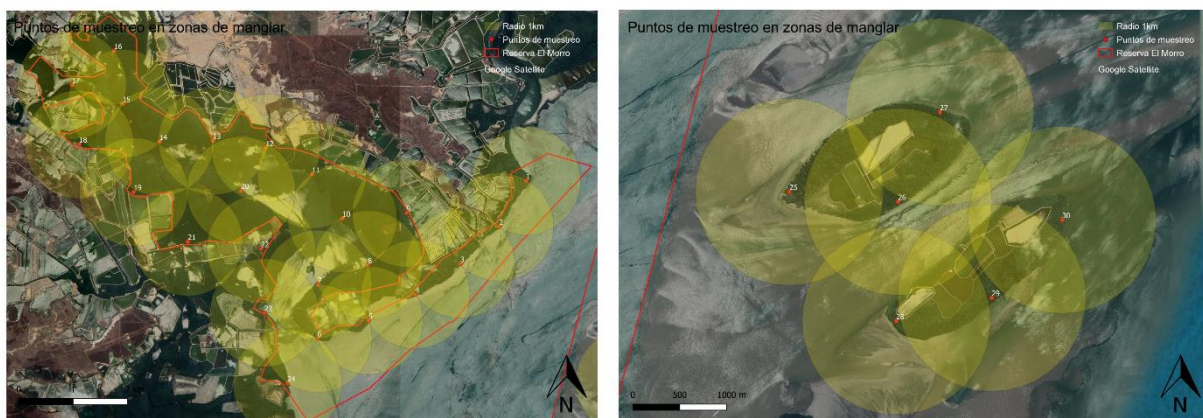 Puntos de muestreo en zonas de manglar
Radio 1km
Puntos de muestreo
Reserva El Morro
Google Satellite
16
17
15
18
14
13
12
11
19
20
9
10
2
21
22
3
8
23
5
6
24
N
Puntos de muestreo en zonas de manglar
Radio 1km
Puntos de muestreo
Reserva El Morro
Google Satellite
27
25
26
30
29
28
0 500 1000 m
N